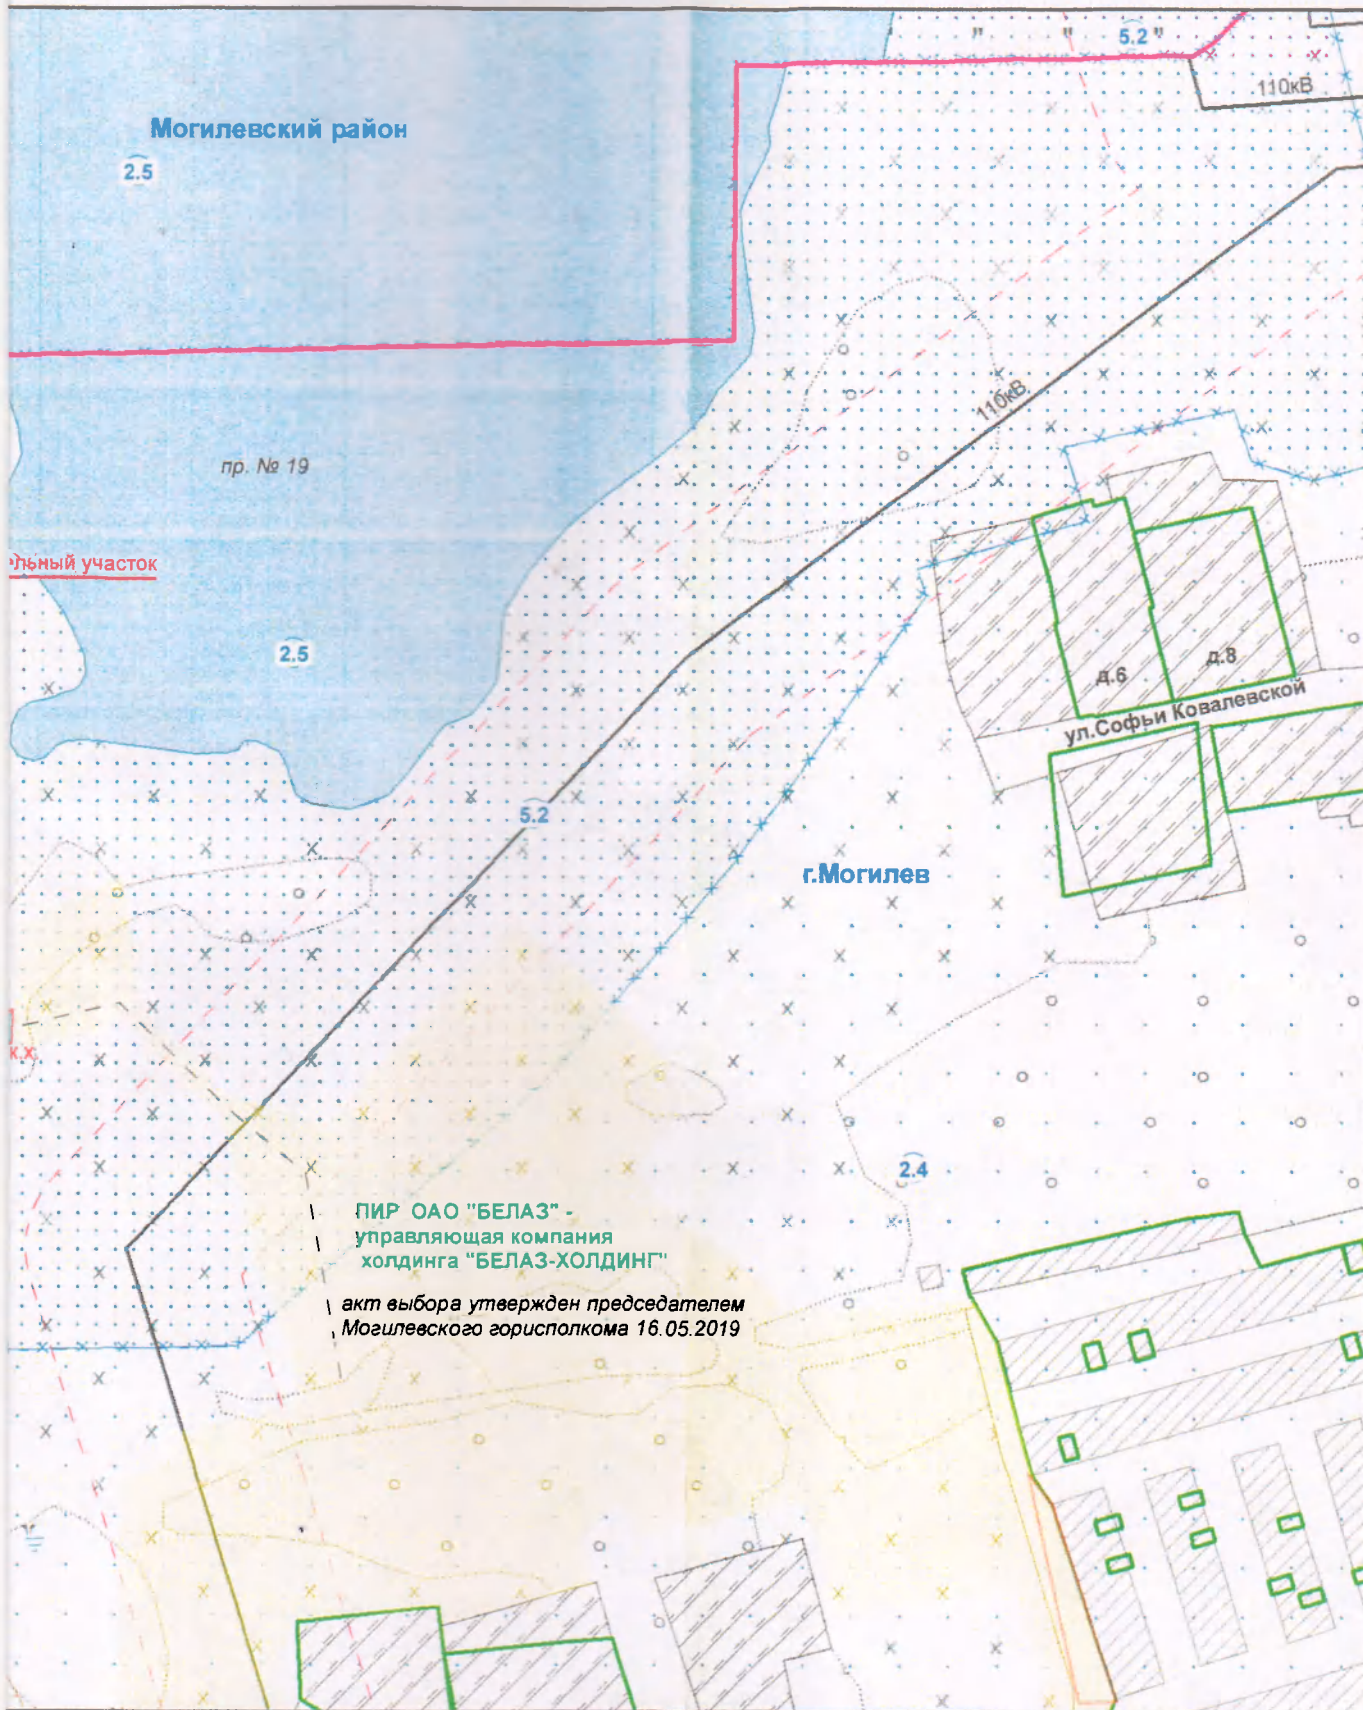 5.2
110кВ
Могилевский район
2.5
110кВ
пр. № 19
льный участок
2.5
д.6
д.8
ул.Софьи Ковалевской
5.2
г.Могилев
к.х.
2.4
ПИР ОАО "БЕЛАЗ" -
управляющая компания
холдинга "БЕЛАЗ-ХОЛДИНГ"
акт выбора утвержден председателем
Могилевского горисполкома 16.05.2019